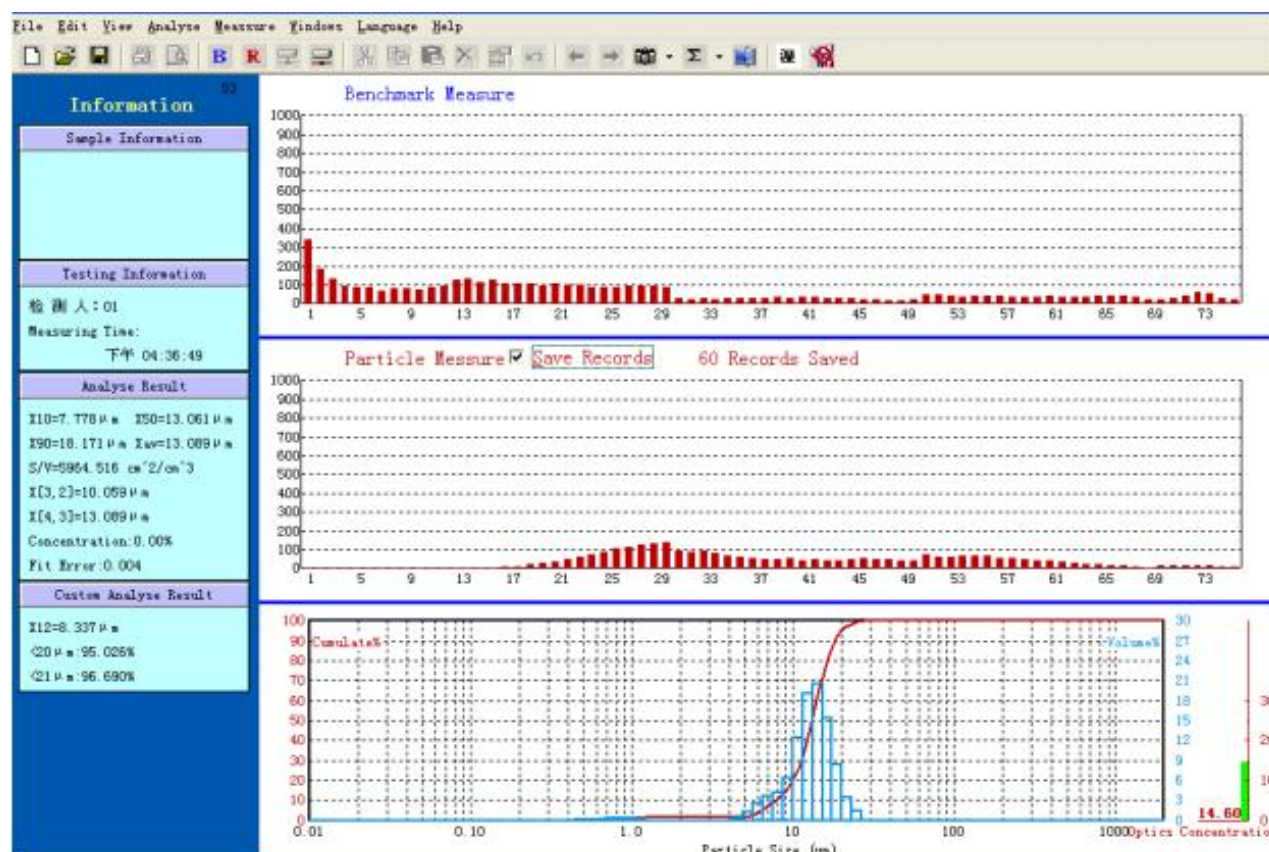 File Edit View Analyse Meassure Windows Language Help
B R Σ
93
Information
Sample Information
Testing Information
检 测 人：01
Measuring Time:
下午 04:36:49
Analyse Result
X10=7.778μm X50=13.061μm
X90=18.171μm Xav=13.089μm
S/V=5964.516 cm^2/cm^3
X[3,2]=10.059μm
X[4,3]=13.089μm
Concentration:0.00%
Fit Error:0.004
Custom Analyse Result
X12=8.337μm
<20μm:95.026%
<21μm:96.690%
Benchmark Measure
1000
900
800
700
600
500
400
300
200
100
0
1 5 9 13 17 21 25 29 33 37 41 45 49 53 57 61 65 69 73
Particle Messure Save Records 60 Records Saved
1000
900
800
700
600
500
400
300
200
100
0
1 5 9 13 17 21 25 29 33 37 41 45 49 53 57 61 65 69 73
100 30
90 Cumulate% Volume% 27
80 24
70 21
60 18
50 15
40 12
30 9
20 6
10 3
0 0
0.01 0.10 1.0 10 100 1000
Particle Size (um)
30
20
10
0
14.60
Optics Concentration